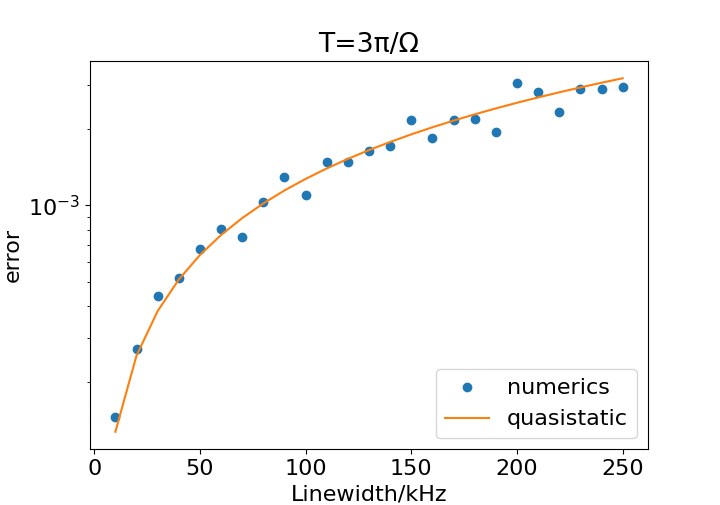 T=3π/Ω
error
10⁻³
0 50 100 150 200 250
Linewidth/kHz
numerics
quasistatic